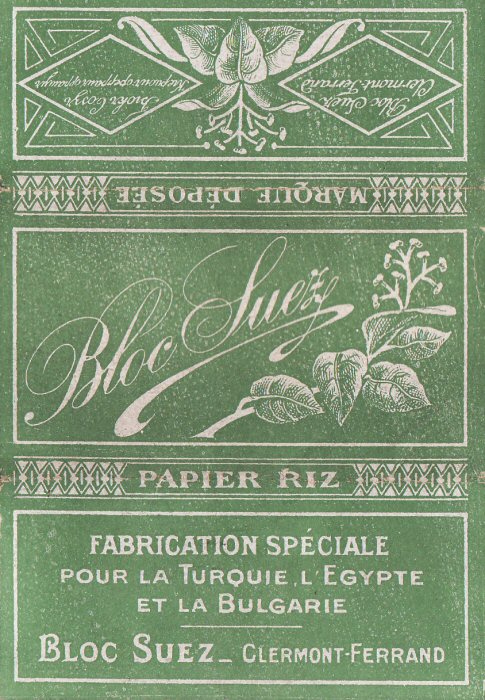 Bloc Suez
Clermont Ferrand
MARQUE DÉPOSÉE
Bloc Suez
PAPIER RIZ
FABRICATION SPÉCIALE
POUR LA TURQUIE, L'EGYPTE
ET LA BULGARIE
BLOC SUEZ_ CLERMONT-FERRAND